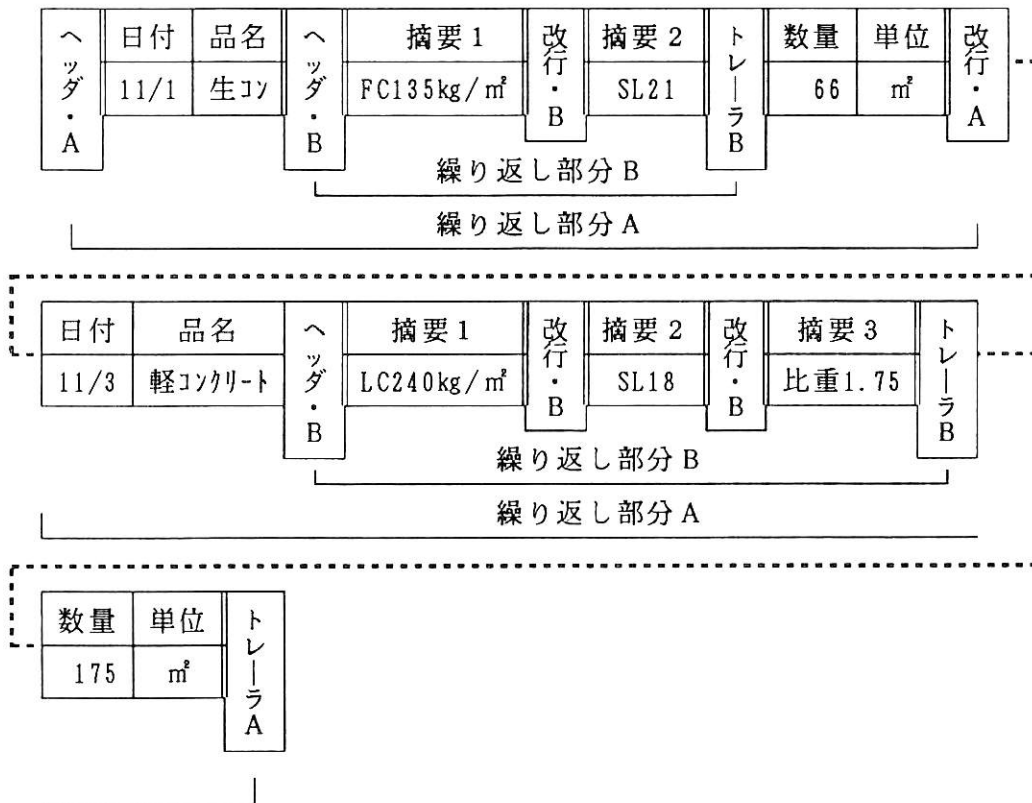 ヘッダ・A 日付 品名 ヘッダ・B 摘要1 改行・B 摘要2 トレーラB 数量 単位 改行・A
11/1 生コン FC135kg/㎡ SL21 66 ㎡
繰り返し部分B
繰り返し部分A
日付 品名 ヘッダ・B 摘要1 改行・B 摘要2 改行・B 摘要3 トレーラB
11/3 軽コンクリート LC240kg/㎡ SL18 比重1.75
繰り返し部分B
繰り返し部分A
数量 単位 トレーラA
175 ㎡